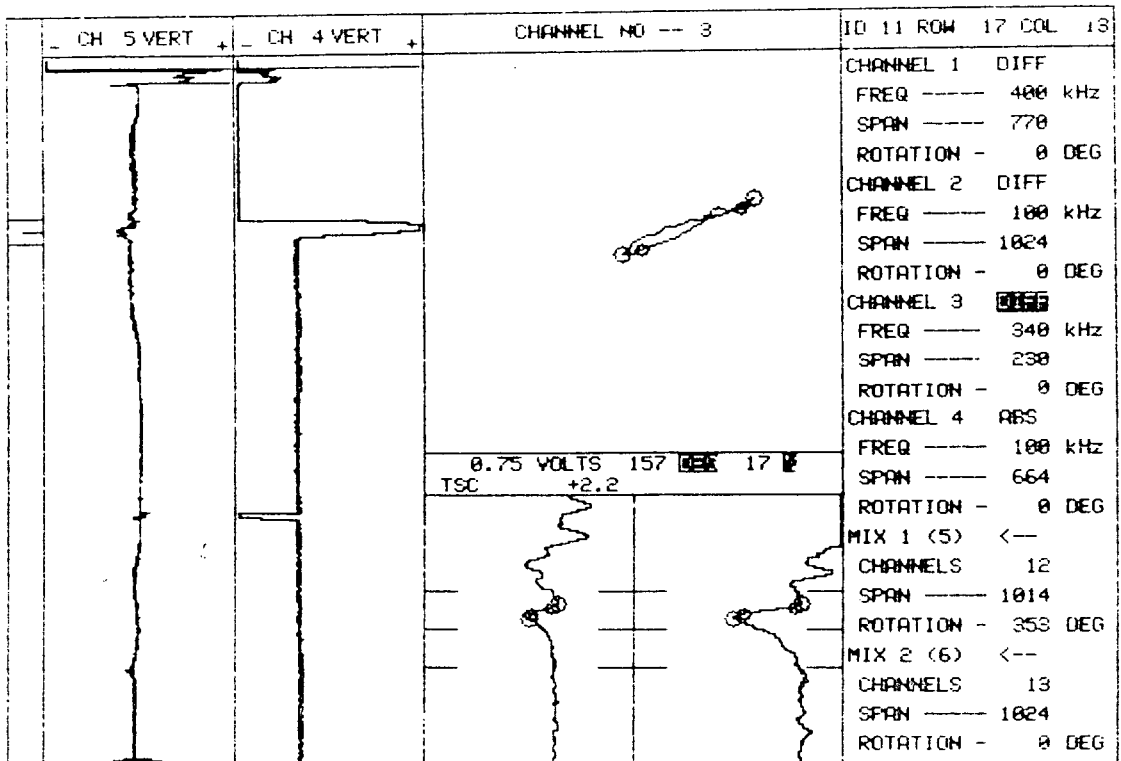 - CH 5 VERT +
- CH 4 VERT +
CHANNEL NO -- 3
ID 11 ROW 17 COL 13
CHANNEL 1 DIFF
FREQ ----- 400 kHz
SPAN ---- 770
ROTATION - 0 DEG
CHANNEL 2 DIFF
FREQ ----- 100 kHz
SPAN ----- 1024
ROTATION - 0 DEG
CHANNEL 3 DIFF
FREQ ----- 340 kHz
SPAN ----- 230
ROTATION - 0 DEG
CHANNEL 4 ABS
FREQ ----- 100 kHz
SPAN ----- 664
ROTATION - 0 DEG
MIX 1 (5) <--
CHANNELS 12
SPAN ----- 1014
ROTATION - 353 DEG
MIX 2 (6) <--
CHANNELS 13
SPAN ----- 1024
ROTATION - 0 DEG
0.75 VOLTS 157 DEG 17
TSC +2.2